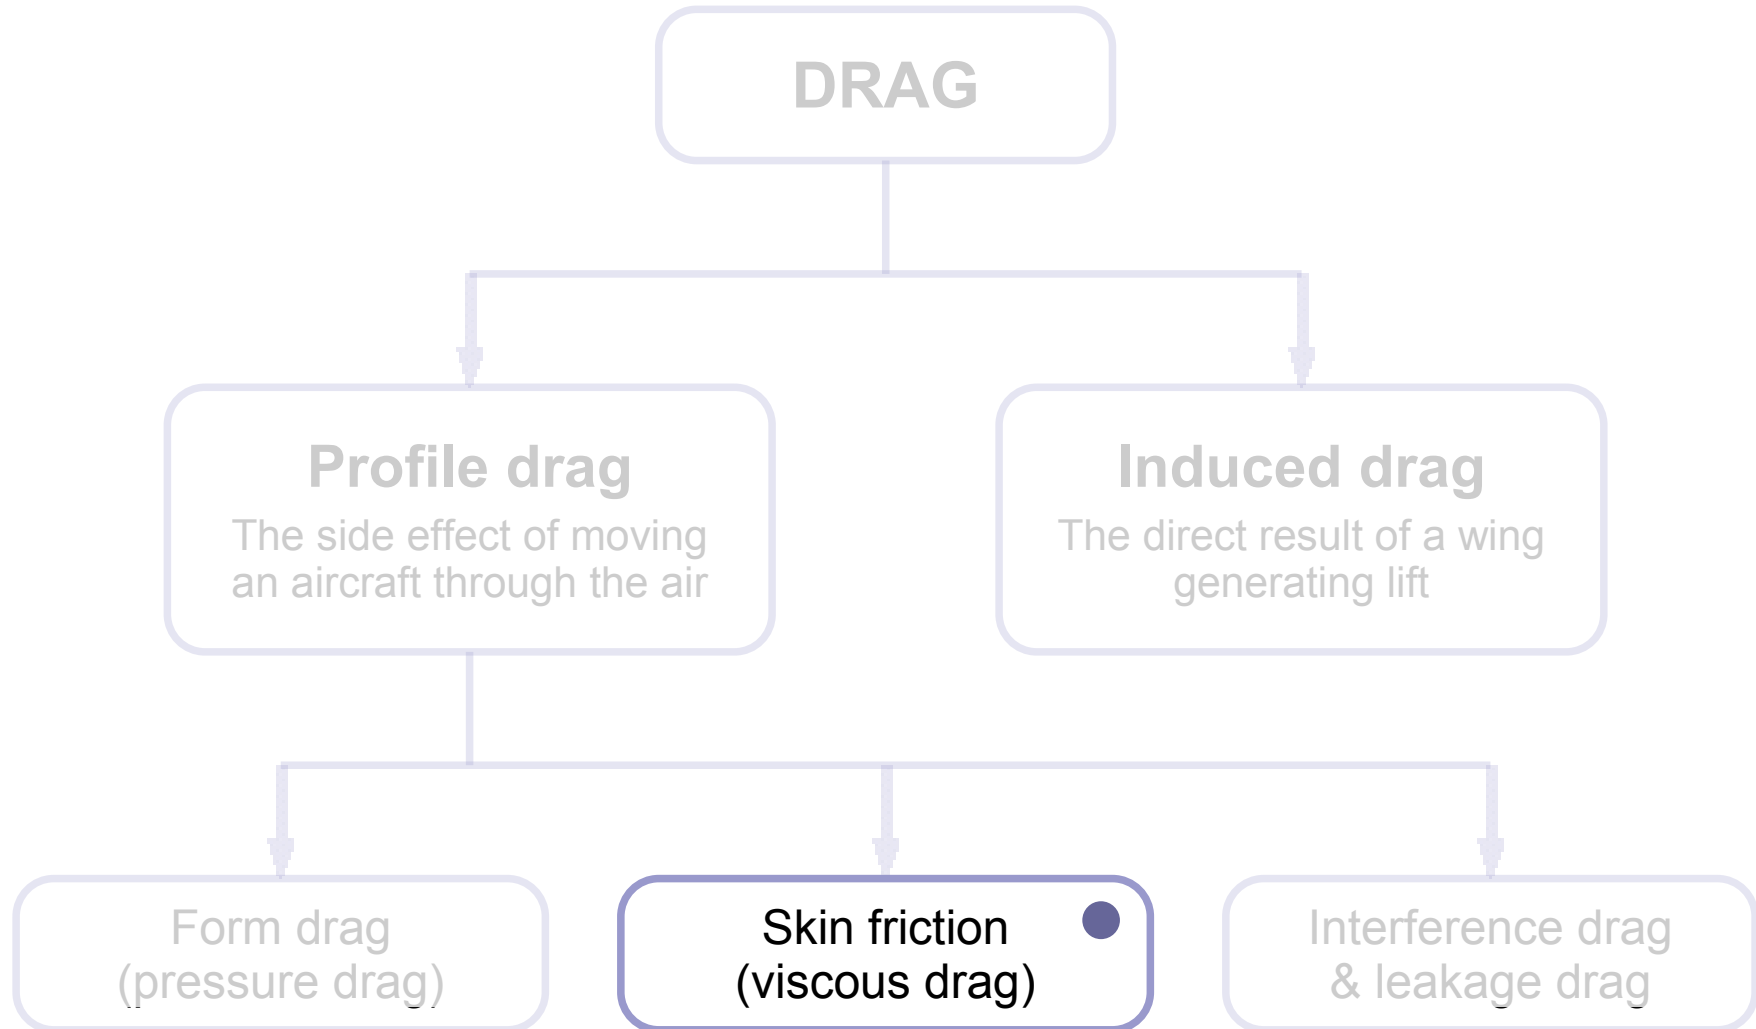 DRAG
Profile drag
The side effect of moving
an aircraft through the air
Induced drag
The direct result of a wing
generating lift
Form drag
(pressure drag)
Skin friction
(viscous drag)
Interference drag
& leakage drag